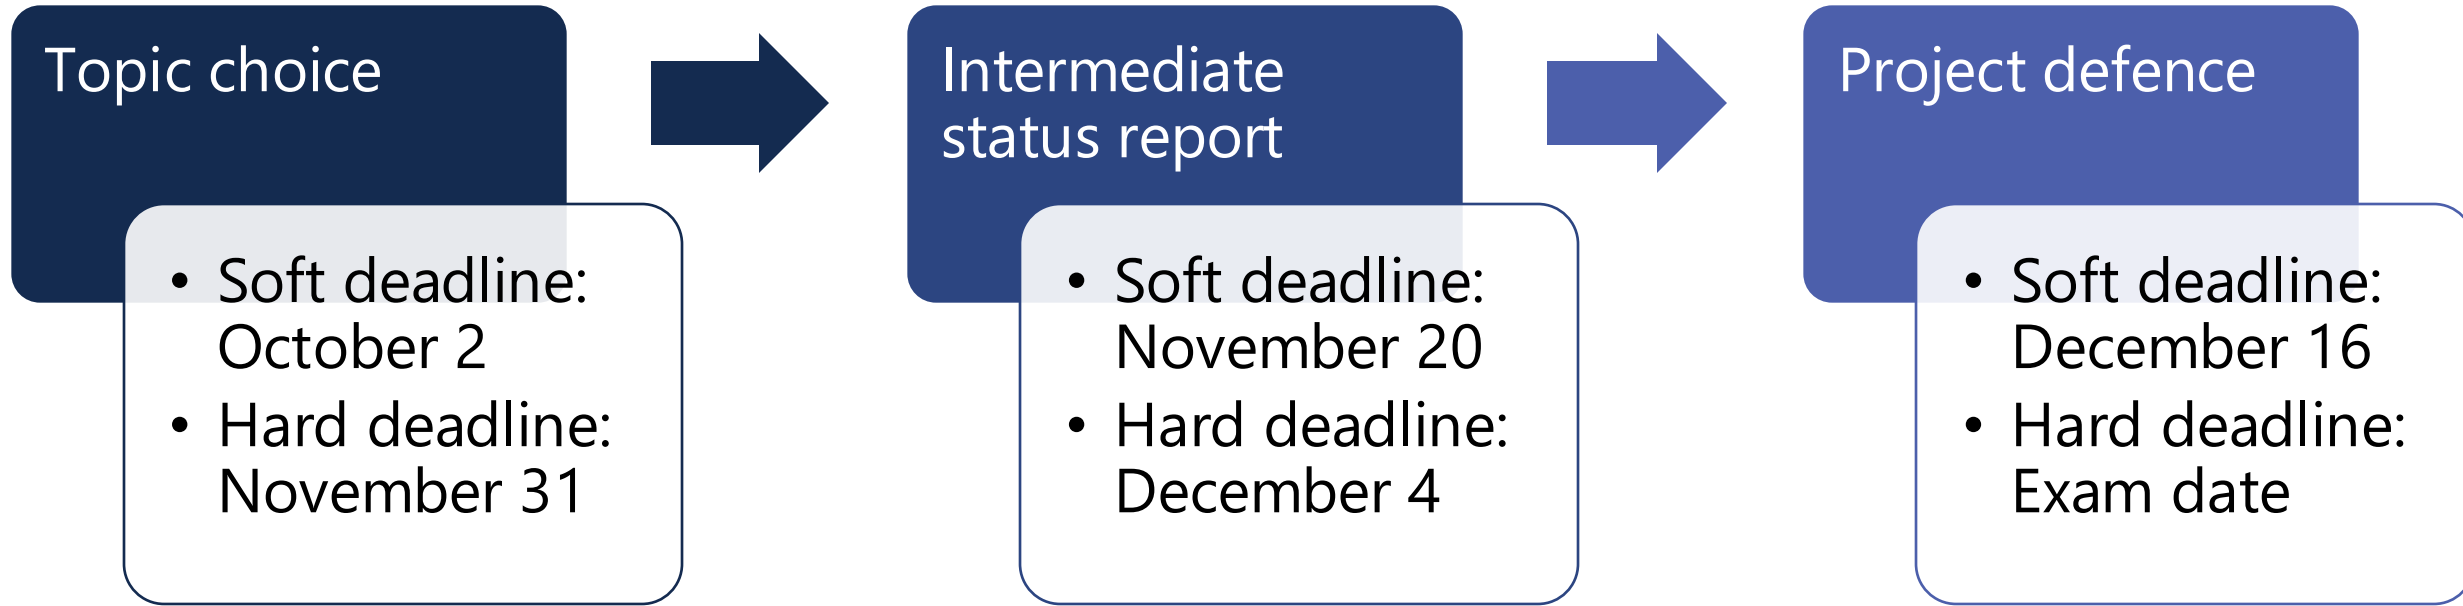 Topic choice
• Soft deadline:
October 2
• Hard deadline:
November 31
Intermediate
status report
• Soft deadline:
November 20
• Hard deadline:
December 4
Project defence
• Soft deadline:
December 16
• Hard deadline:
Exam date